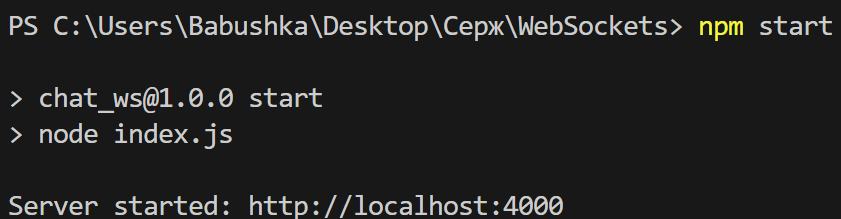 PS C:\Users\Babushka\Desktop\Серж\WebSockets> npm start
> chat_ws@1.0.0 start
> node index.js
Server started: http://localhost:4000